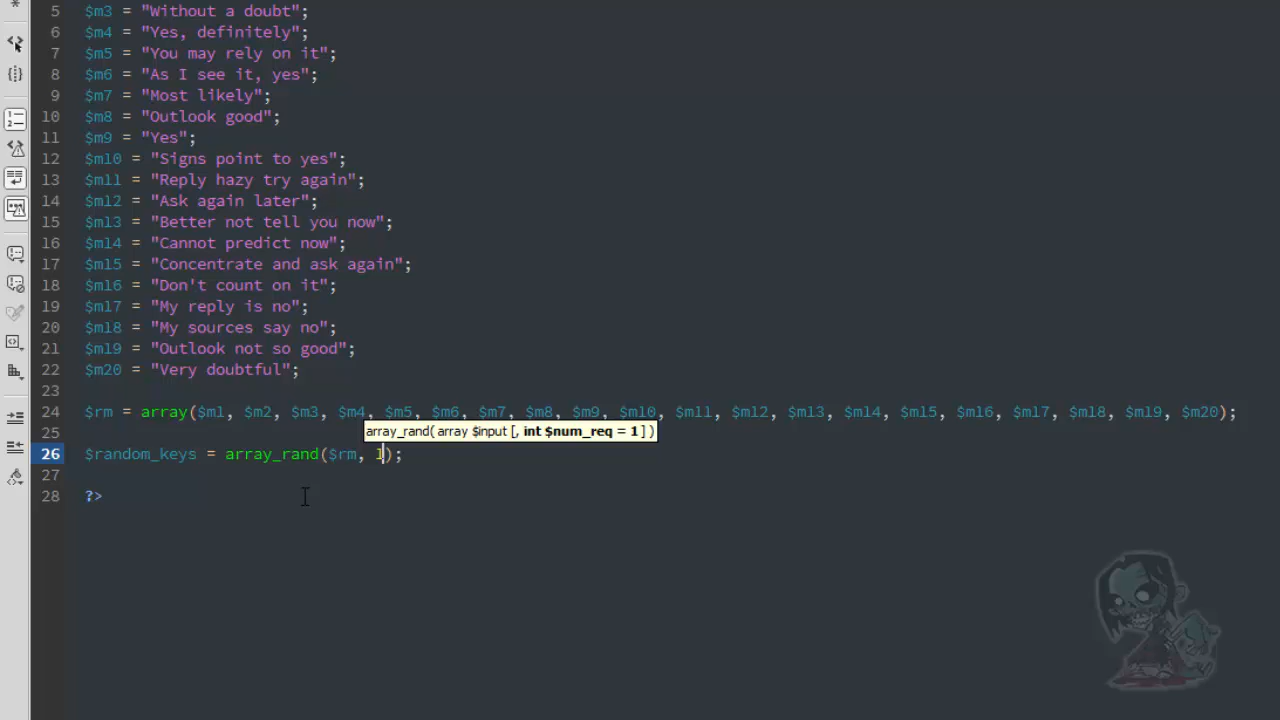 5 $m3 = "Without a doubt";
6 $m4 = "Yes, definitely";
7 $m5 = "You may rely on it";
8 $m6 = "As I see it, yes";
9 $m7 = "Most likely";
10 $m8 = "Outlook good";
11 $m9 = "Yes";
12 $m10 = "Signs point to yes";
13 $m11 = "Reply hazy try again";
14 $m12 = "Ask again later";
15 $m13 = "Better not tell you now";
16 $m14 = "Cannot predict now";
17 $m15 = "Concentrate and ask again";
18 $m16 = "Don't count on it";
19 $m17 = "My reply is no";
20 $m18 = "My sources say no";
21 $m19 = "Outlook not so good";
22 $m20 = "Very doubtful";
23
24 $rm = array($m1, $m2, $m3, $m4, $m5, $m6, $m7, $m8, $m9, $m10, $m11, $m12, $m13, $m14, $m15, $m16, $m17, $m18, $m19, $m20);
25 array_rand( array $input [, int $num_req = 1 ] )
26 $random_keys = array_rand($rm, 1);
27
28 ?>